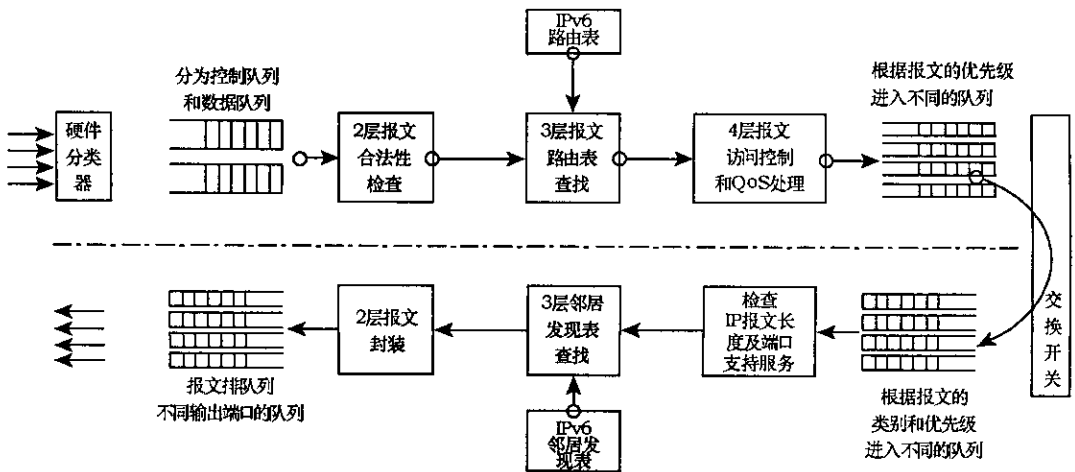 IPv6
路由表
分为控制队列
和数据队列
根据报文的优先级
进入不同的队列
硬件
分类
器
2层报文
合法性
检查
3层报文
路由表
查找
4层报文
访问控制
和QoS处理
交
换
开
关
检查
IP报文长
度及端口
支持服务
3层邻居
发现表
查找
2层报文
封装
报文排队列
不同输出端口的队列
IPv6
邻居发
现表
根据报文的
类别和优先级
进入不同的队列